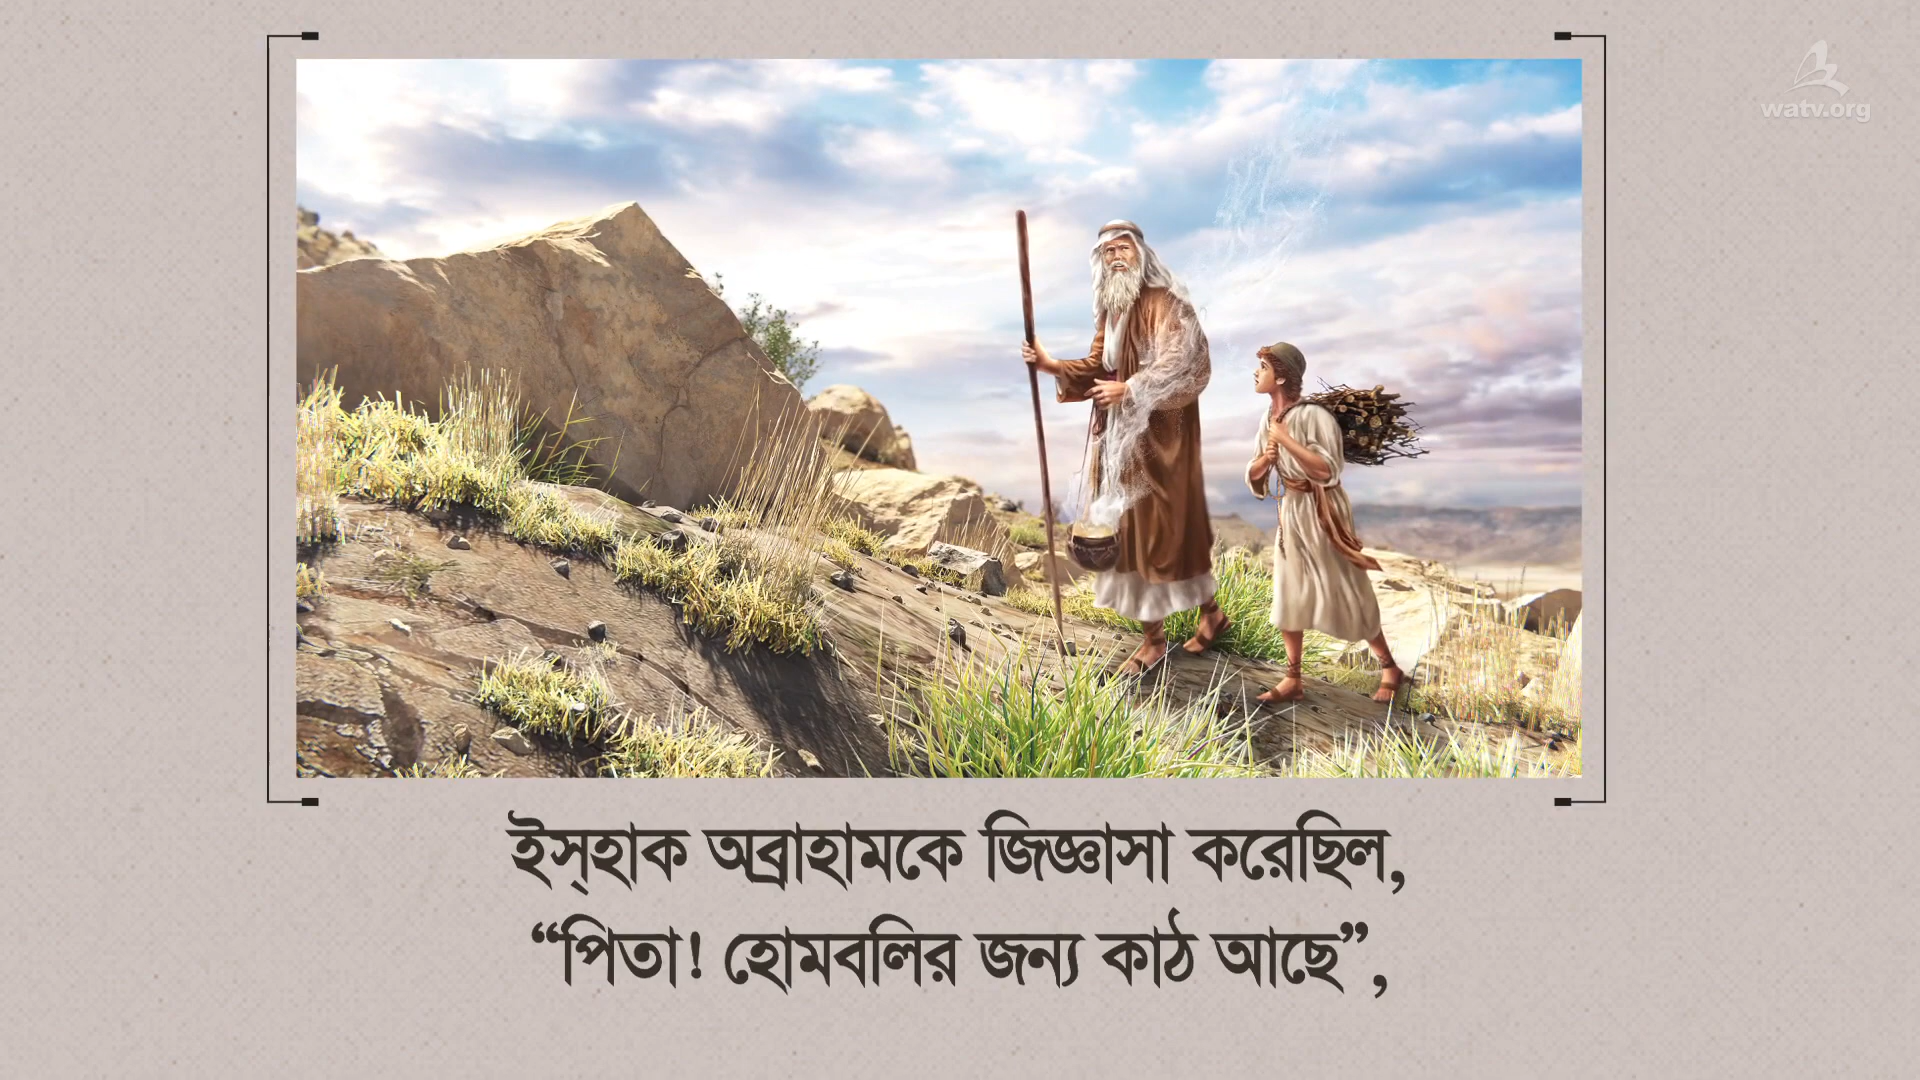 watv.org
ইস্‌হাক অব্রাহামকে জিজ্ঞাসা করেছিল,
“পিতা! হোমবলির জন্য কাঠ আছে”,